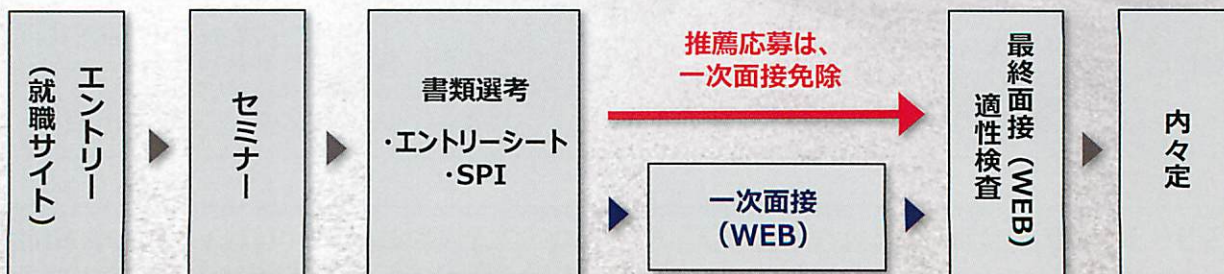 エントリー
(就職サイト)
セミナー
書類選考
・エントリーシート
・SPI
推薦応募は、
一次面接免除
一次面接
(WEB)
最終面接(WEB)
適性検査
内々定